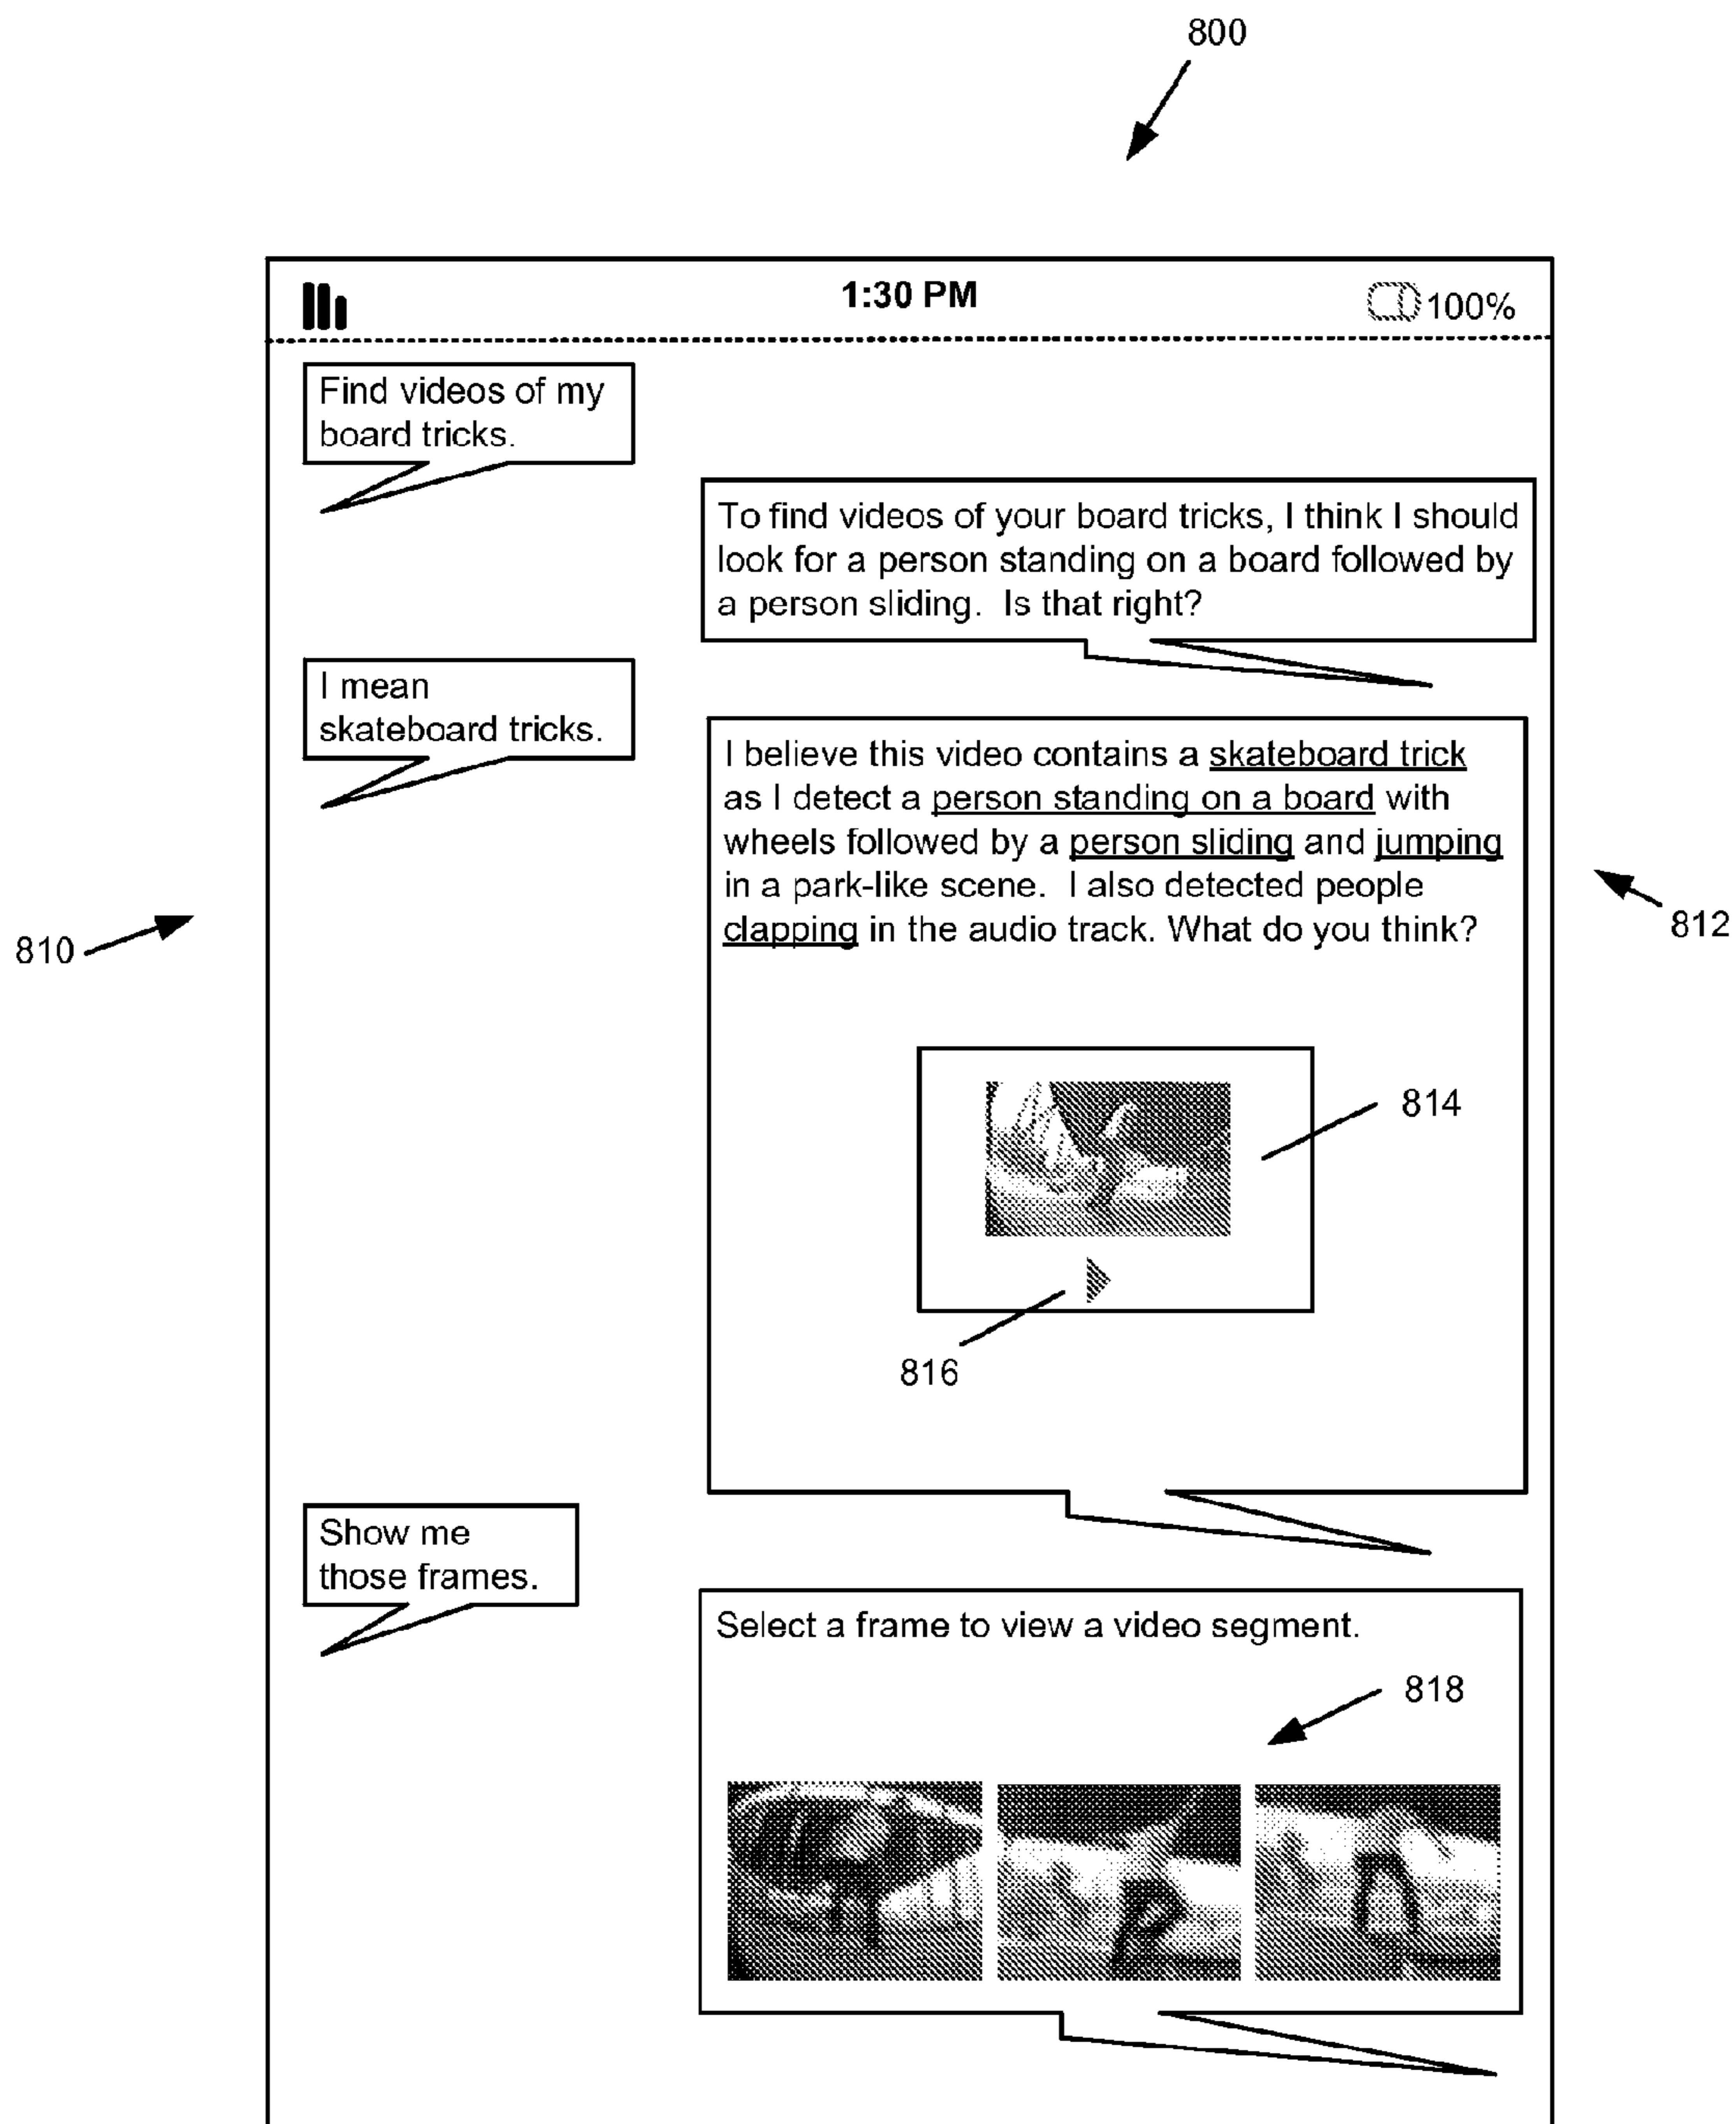 800
1:30 PM
100%
Find videos of my
board tricks.
To find videos of your board tricks, I think I should
look for a person standing on a board followed by
a person sliding.  Is that right?
I mean
skateboard tricks.
I believe this video contains a skateboard trick
as I detect a person standing on a board with
wheels followed by a person sliding and jumping
in a park-like scene.  I also detected people
clapping in the audio track. What do you think?
810
812
814
816
Show me
those frames.
Select a frame to view a video segment.
818